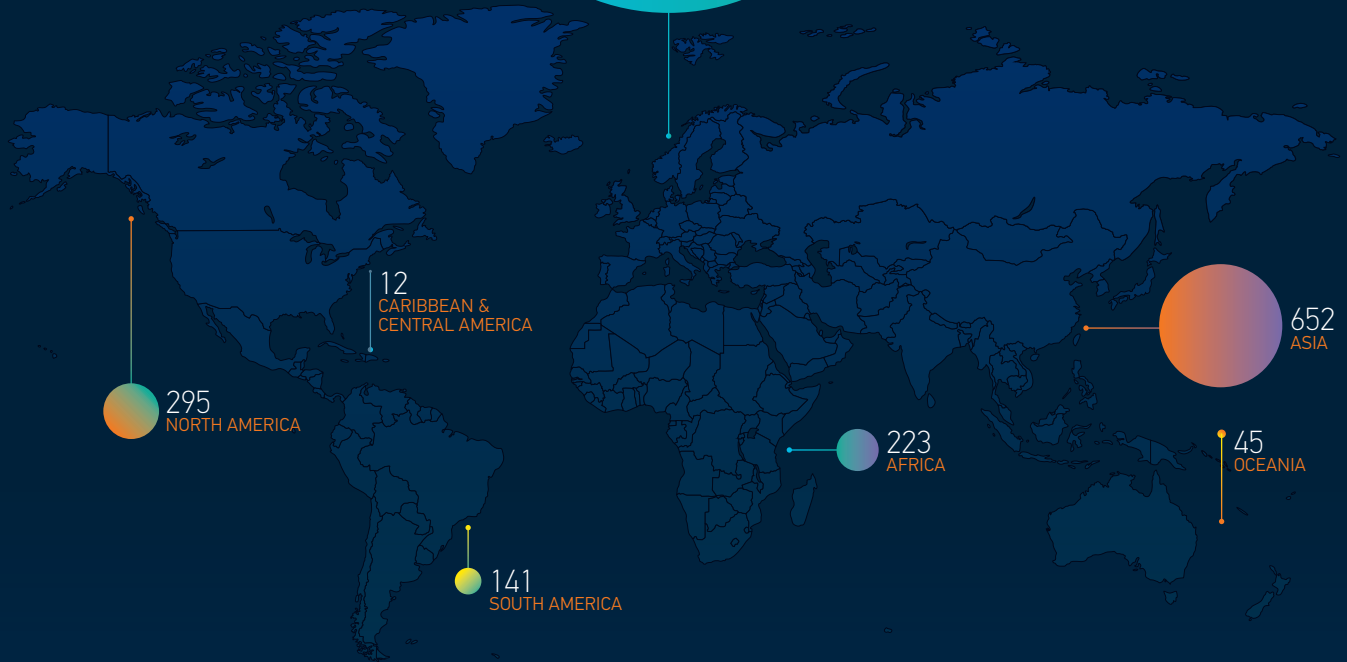 12
CARIBBEAN &
CENTRAL AMERICA
652
ASIA
295
NORTH AMERICA
223
AFRICA
45
OCEANIA
141
SOUTH AMERICA